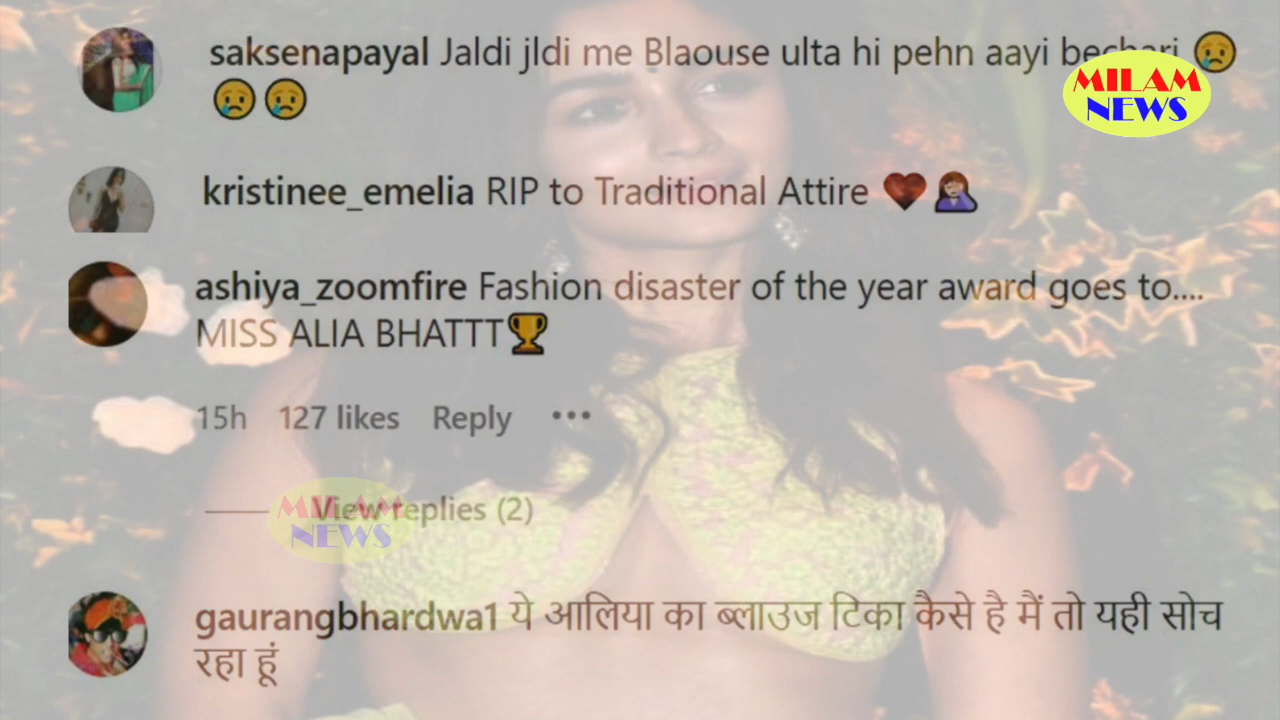 saksenapayal Jaldi jldi me Blaouse ulta hi pehn aayi bechari 😢
😢😢
MILAM
NEWS
kristinee_emelia RIP to Traditional Attire ❤️🤦‍♀️
ashiya_zoomfire Fashion disaster of the year award goes to....
MISS ALIA BHATTT🏆
15h 127 likes Reply •••
View replies (2)
MILAM
NEWS
gaurangbhardwa1 ये आलिया का ब्लाउज टिका कैसे है मैं तो यही सोच
रहा हूं